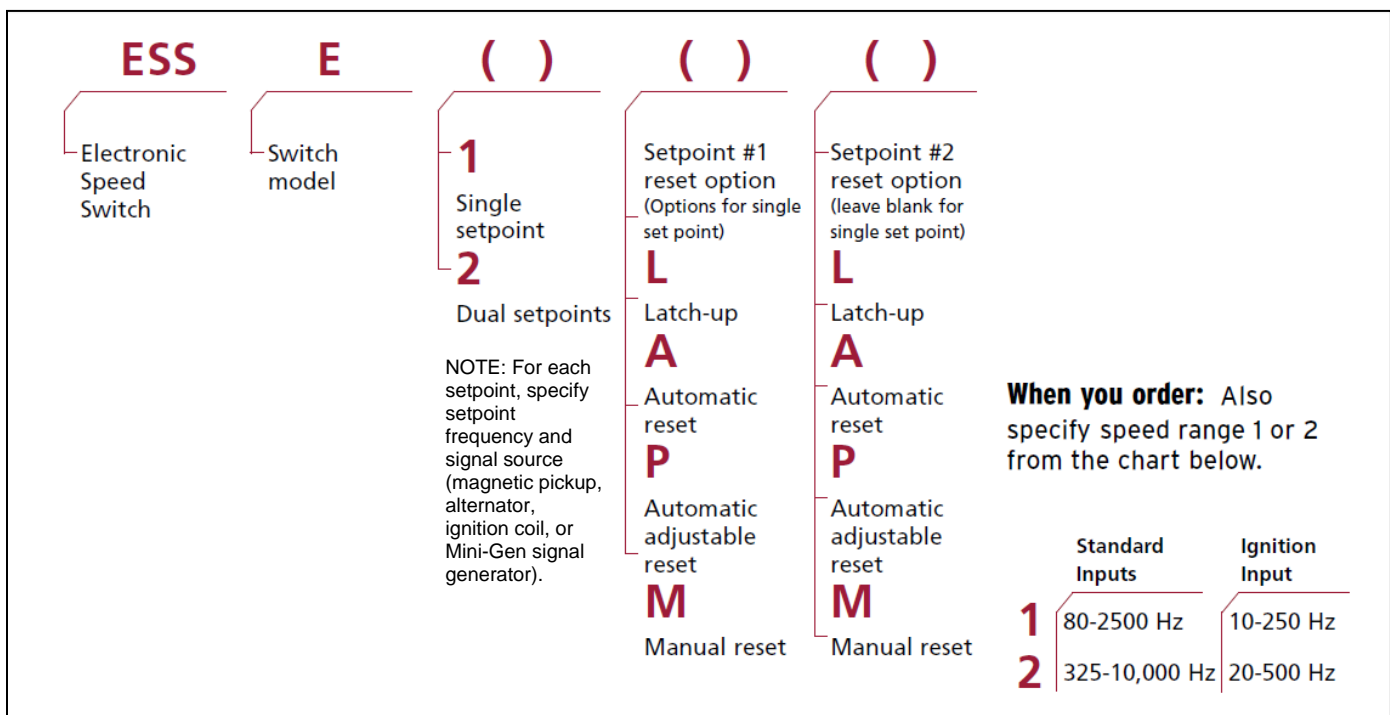 ESS E ( ) ( ) ( )
Electronic
Speed
Switch
Switch
model
1
Single
setpoint
2
Dual setpoints
NOTE: For each
setpoint, specify
setpoint
frequency and
signal source
(magnetic pickup,
alternator,
ignition coil, or
Mini-Gen signal
generator).
Setpoint #1
reset option
(Options for single
set point)
L
Latch-up
A
Automatic
reset
P
Automatic
adjustable
reset
M
Manual reset
Setpoint #2
reset option
(leave blank for
single set point)
L
Latch-up
A
Automatic
reset
P
Automatic
adjustable
reset
M
Manual reset
When you order: Also
specify speed range 1 or 2
from the chart below.
Standard
Inputs
Ignition
Input
1 80-2500 Hz 10-250 Hz
2 325-10,000 Hz 20-500 Hz